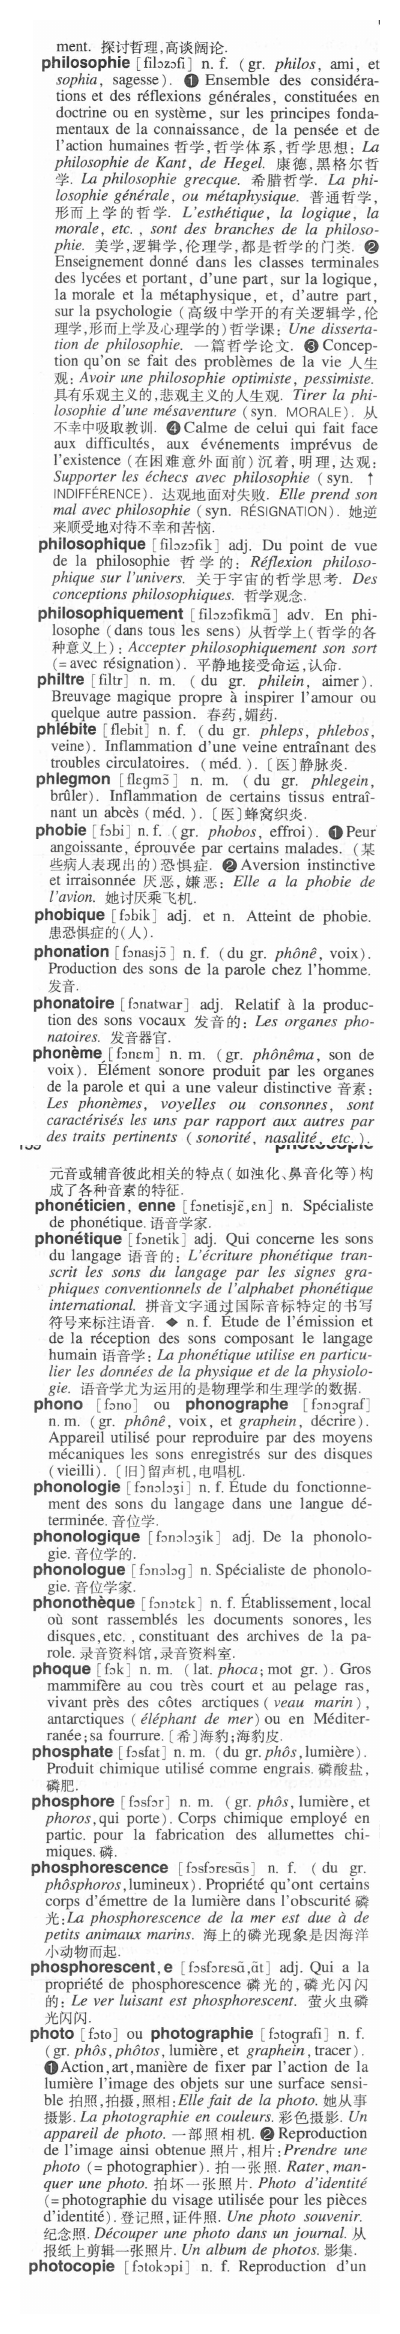 ment. 探讨哲理,高谈阔论.
philosophie [filɔzɔfi] n. f. (gr. philos, ami, et
sophia, sagesse). ❶ Ensemble des considéra-
tions et des réflexions générales, constituées en
doctrine ou en système, sur les principes fonda-
mentaux de la connaissance, de la pensée et de
l'action humaines 哲学,哲学体系,哲学思想: La
philosophie de Kant, de Hegel. 康德,黑格尔哲
学. La philosophie grecque. 希腊哲学. La phi-
losophie générale, ou métaphysique. 普通哲学,
形而上学的哲学. L'esthétique, la logique, la
morale, etc., sont des branches de la philoso-
phie. 美学,逻辑学,伦理学,都是哲学的门类. ❷
Enseignement donné dans les classes terminales
des lycées et portant, d'une part, sur la logique,
la morale et la métaphysique, et, d'autre part,
sur la psychologie (高级中学开的有关逻辑学,伦
理学,形而上学及心理学的)哲学课: Une disserta-
tion de philosophie. 一篇哲学论文. ❸ Concep-
tion qu'on se fait des problèmes de la vie 人生
观: Avoir une philosophie optimiste, pessimiste.
具有乐观主义的,悲观主义的人生观. Tirer la phi-
losophie d'une mésaventure (syn. MORALE). 从
不幸中吸取教训. ❹ Calme de celui qui fait face
aux difficultés, aux événements imprévus de
l'existence (在困难意外面前)沉着,明理,达观:
Supporter les échecs avec philosophie (syn. ↑
INDIFFÉRENCE). 达观地面对失败. Elle prend son
mal avec philosophie (syn. RÉSIGNATION). 她逆
来顺受地对待不幸和苦恼.
philosophique [filɔzɔfik] adj. Du point de vue
de la philosophie 哲学的: Réflexion philoso-
phique sur l'univers. 关于宇宙的哲学思考. Des
conceptions philosophiques. 哲学观念.
philosophiquement [filɔzɔfikmɑ̃] adv. En phi-
losophe (dans tous les sens) 从哲学上(哲学的各
种意义上): Accepter philosophiquement son sort
(= avec résignation). 平静地接受命运,认命.
philtre [filtr] n. m. (du gr. philein, aimer).
Breuvage magique propre à inspirer l'amour ou
quelque autre passion. 春药,媚药.
phlébite [flebit] n. f. (du gr. phleps, phlebos,
veine). Inflammation d'une veine entraînant des
troubles circulatoires. (méd.). [医]静脉炎.
phlegmon [flɛgmɔ̃] n. m. (du gr. phlegein,
brûler). Inflammation de certains tissus entraî-
nant un abcès (méd.). [医]蜂窝织炎.
phobie [fɔbi] n. f. (gr. phobos, effroi). ❶ Peur
angoissante, éprouvée par certains malades. (某
些病人表现出的)恐惧症. ❷ Aversion instinctive
et irraisonnée 厌恶,嫌恶: Elle a la phobie de
l'avion. 她讨厌乘飞机.
phobique [fɔbik] adj. et n. Atteint de phobie.
患恐惧症的(人).
phonation [fɔnasjɔ̃] n. f. (du gr. phônê, voix).
Production des sons de la parole chez l'homme.
发音.
phonatoire [fɔnatwar] adj. Relatif à la produc-
tion des sons vocaux 发音的: Les organes pho-
natoires. 发音器官.
phonème [fɔnɛm] n. m. (gr. phônêma, son de
voix). Élément sonore produit par les organes
de la parole et qui a une valeur distinctive 音素:
Les phonèmes, voyelles ou consonnes, sont
caractérisés les uns par rapport aux autres par
des traits pertinents (sonorité, nasalité, etc.).
元音或辅音彼此相关的特点(如浊化、鼻音化等)构
成了各种音素的特征.
phonéticien, enne [fɔnetisjɛ̃,ɛn] n. Spécialiste
de phonétique. 语音学家.
phonétique [fɔnetik] adj. Qui concerne les sons
du langage 语音的: L'écriture phonétique tran-
scrit les sons du langage par les signes gra-
phiques conventionnels de l'alphabet phonétique
international. 拼音文字通过国际音标特定的书写
符号来标注语音. ◆ n. f. Étude de l'émission et
de la réception des sons composant le langage
humain 语音学: La phonétique utilise en particu-
lier les données de la physique et de la physiolo-
gie. 语音学尤为运用的是物理学和生理学的数据.
phono [fɔno] ou phonographe [fɔnɔgraf]
n. m. (gr. phônê, voix, et graphein, décrire).
Appareil utilisé pour reproduire par des moyens
mécaniques les sons enregistrés sur des disques
(vieilli). [旧]留声机,电唱机.
phonologie [fɔnɔlɔʒi] n. f. Étude du fonctionne-
ment des sons du langage dans une langue dé-
terminée. 音位学.
phonologique [fɔnɔlɔʒik] adj. De la phonolo-
gie. 音位学的.
phonologue [fɔnɔlɔg] n. Spécialiste de phonolo-
gie. 音位学家.
phonothèque [fɔnɔtɛk] n. f. Établissement, local
où sont rassemblés les documents sonores, les
disques, etc., constituant des archives de la pa-
role. 录音资料馆,录音资料室.
phoque [fɔk] n. m. (lat. phoca; mot gr.). Gros
mammifère au cou très court et au pelage ras,
vivant près des côtes arctiques (veau marin),
antarctiques (éléphant de mer) ou en Méditer-
ranée; sa fourrure. [希]海豹;海豹皮.
phosphate [fɔsfat] n. m. (du gr. phôs, lumière).
Produit chimique utilisé comme engrais. 磷酸盐,
磷肥.
phosphore [fɔsfɔr] n. m. (gr. phôs, lumière, et
phoros, qui porte). Corps chimique employé en
partic. pour la fabrication des allumettes chi-
miques. 磷.
phosphorescence [fɔsfɔresɑ̃s] n. f. (du gr.
phôsphoros, lumineux). Propriété qu'ont certains
corps d'émettre de la lumière dans l'obscurité 磷
光: La phosphorescence de la mer est due à de
petits animaux marins. 海上的磷光现象是因海洋
小动物而起.
phosphorescent, e [fɔsfɔresɑ̃,ɑ̃t] adj. Qui a la
propriété de phosphorescence 磷光的,磷光闪闪
的: Le ver luisant est phosphorescent. 萤火虫磷
光闪闪.
photo [fɔto] ou photographie [fɔtografi] n. f.
(gr. phôs, phôtos, lumière, et graphein, tracer).
❶ Action, art, manière de fixer par l'action de la
lumière l'image des objets sur une surface sensi-
ble 拍照,拍摄,照相: Elle fait de la photo. 她从事
摄影. La photographie en couleurs. 彩色摄影. Un
appareil de photo. 一部照相机. ❷ Reproduction
de l'image ainsi obtenue 照片,相片: Prendre une
photo (= photographier). 拍一张照. Rater, man-
quer une photo. 拍坏一张照片. Photo d'identité
(= photographie du visage utilisée pour les pièces
d'identité). 登记照,证件照. Une photo souvenir.
纪念照. Découper une photo dans un journal. 从
报纸上剪辑一张照片. Un album de photos. 影集.
photocopie [fɔtokɔpi] n. f. Reproduction d'un